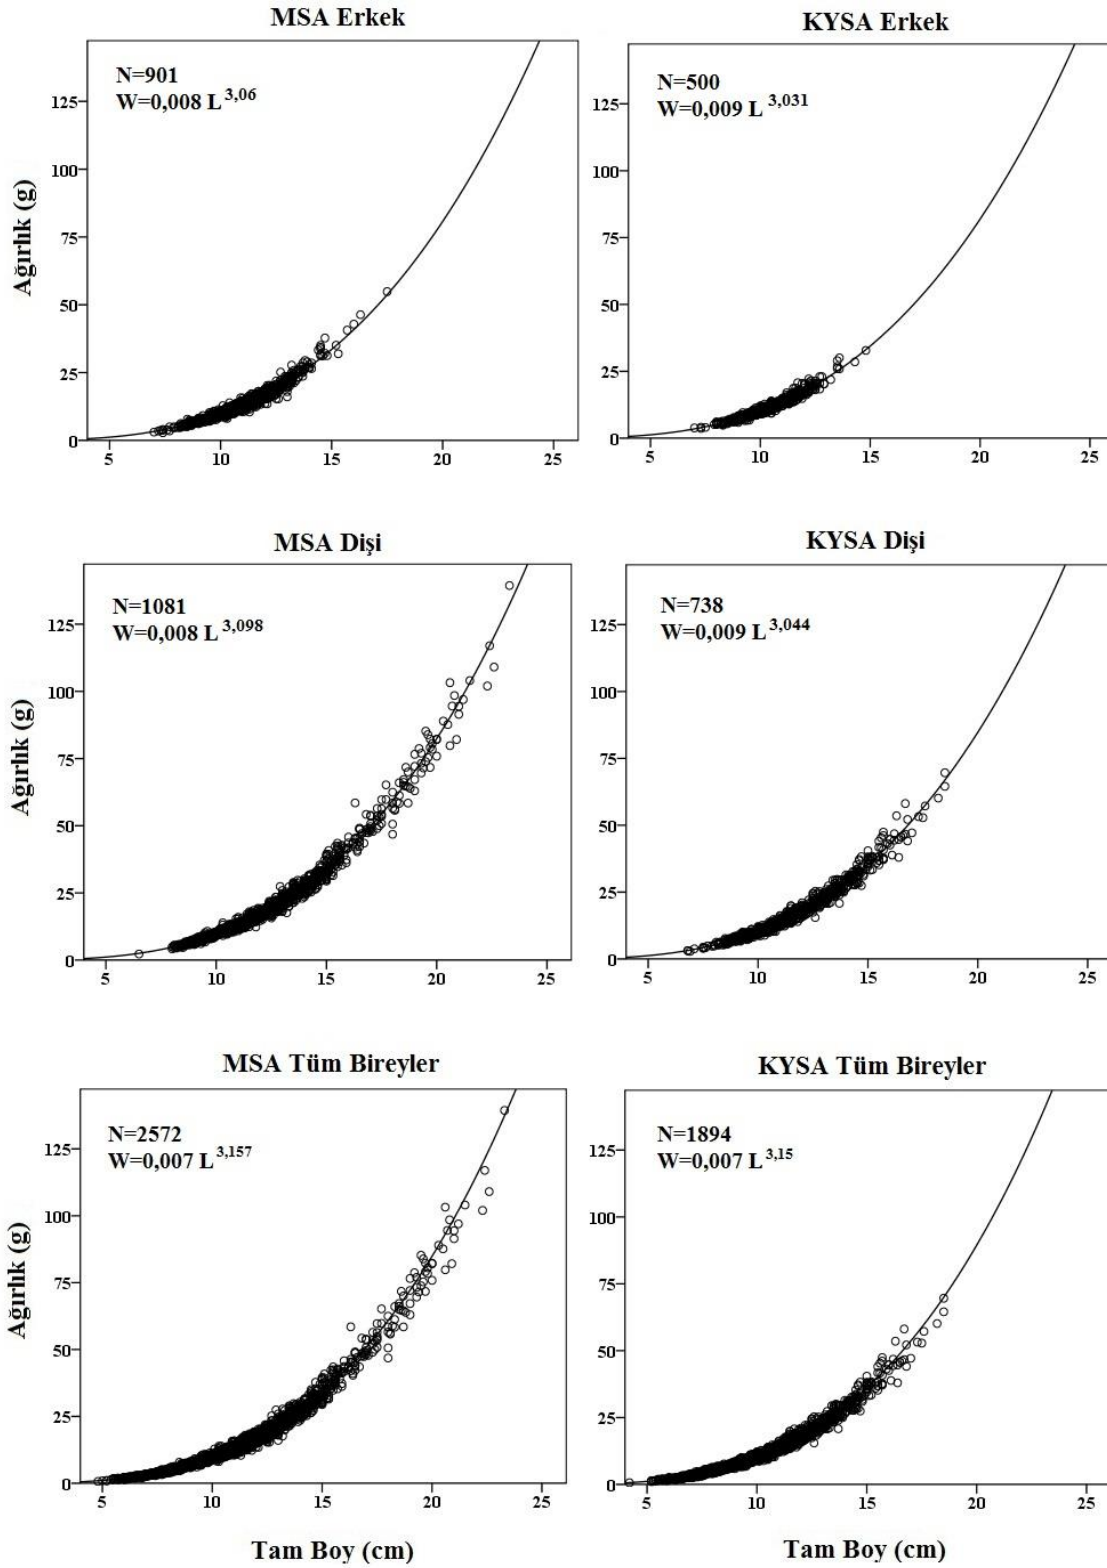 MSA Erkek
N=901
W=0,008 L 3,06
Ağırlık (g)
125
100
75
50
25
0
5 10 15 20 25
KYSA Erkek
N=500
W=0,009 L 3,031
125
100
75
50
25
0
5 10 15 20 25
MSA Dişi
N=1081
W=0,008 L 3,098
Ağırlık (g)
125
100
75
50
25
0
5 10 15 20 25
KYSA Dişi
N=738
W=0,009 L 3,044
125
100
75
50
25
0
5 10 15 20 25
MSA Tüm Bireyler
N=2572
W=0,007 L 3,157
Ağırlık (g)
125
100
75
50
25
0
5 10 15 20 25
Tam Boy (cm)
KYSA Tüm Bireyler
N=1894
W=0,007 L 3,15
125
100
75
50
25
0
5 10 15 20 25
Tam Boy (cm)